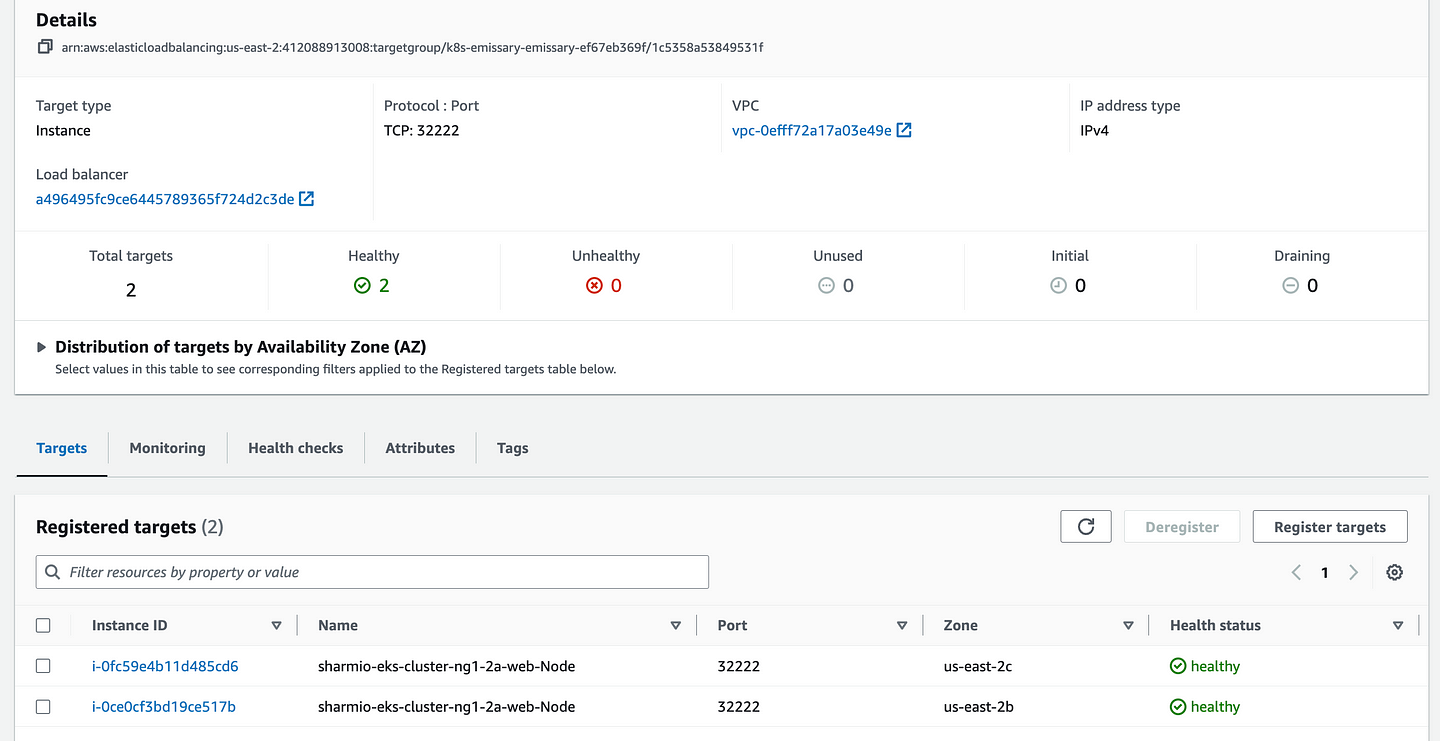 Details
arn:aws:elasticloadbalancing:us-east-2:412088913008:targetgroup/k8s-emissary-emissary-ef67eb369f/1c5358a53849531f
Target type
Instance
Protocol : Port
TCP: 32222
VPC
vpc-0efff72a17a03e49e
IP address type
IPv4
Load balancer
a496495fc9ce6445789365f724d2c3de
Total targets
2
Healthy
2
Unhealthy
0
Unused
0
Initial
0
Draining
0
Distribution of targets by Availability Zone (AZ)
Select values in this table to see corresponding filters applied to the Registered targets table below.
Targets Monitoring Health checks Attributes Tags
Registered targets (2)
Deregister Register targets
Filter resources by property or value
1
Instance ID Name Port Zone Health status
i-0fc59e4b11d485cd6 sharmio-eks-cluster-ng1-2a-web-Node 32222 us-east-2c healthy
i-0ce0cf3bd19ce517b sharmio-eks-cluster-ng1-2a-web-Node 32222 us-east-2b healthy